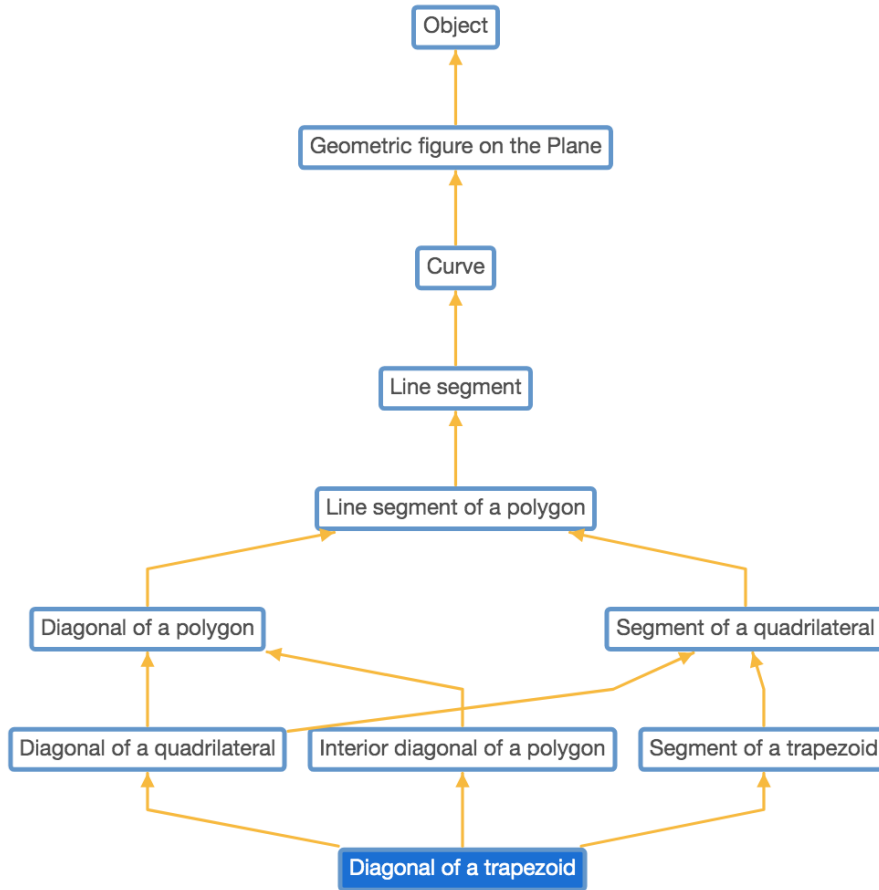 Object
Geometric figure on the Plane
Curve
Line segment
Line segment of a polygon
Diagonal of a polygon
Segment of a quadrilateral
Diagonal of a quadrilateral
Interior diagonal of a polygon
Segment of a trapezoid
Diagonal of a trapezoid